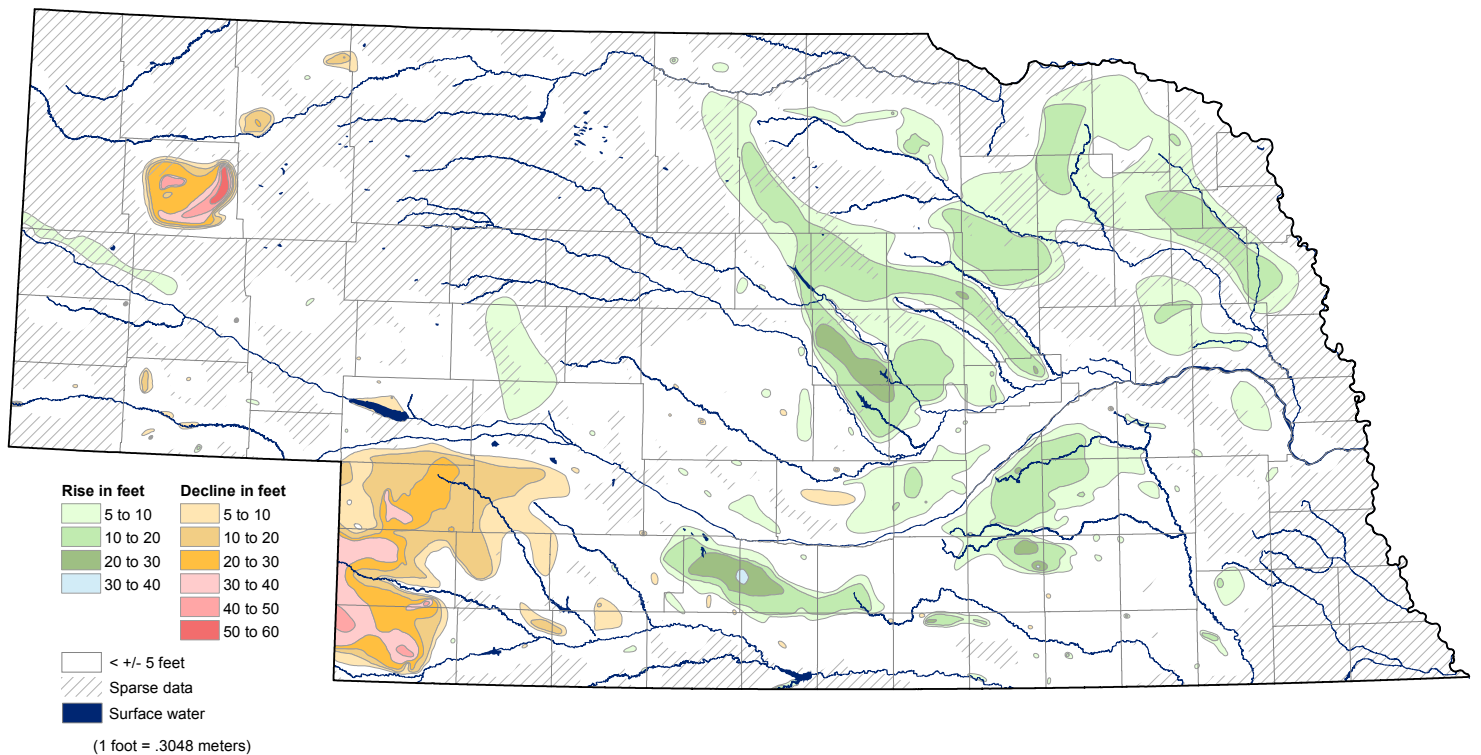 Rise in feet
5 to 10
10 to 20
20 to 30
30 to 40
Decline in feet
5 to 10
10 to 20
20 to 30
30 to 40
40 to 50
50 to 60
< +/- 5 feet
Sparse data
Surface water
(1 foot = .3048 meters)